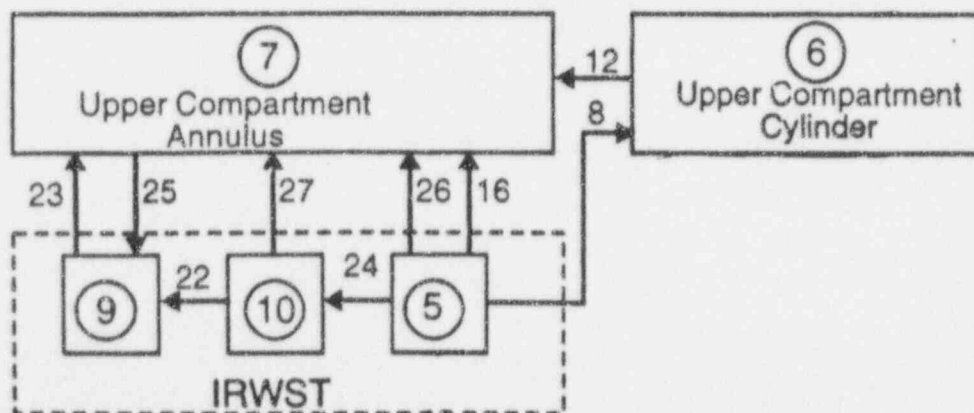 7
Upper Compartment
Annulus
12
6
Upper Compartment
Cylinder
8
23
25
27
26
16
9
22
10
24
5
IRWST